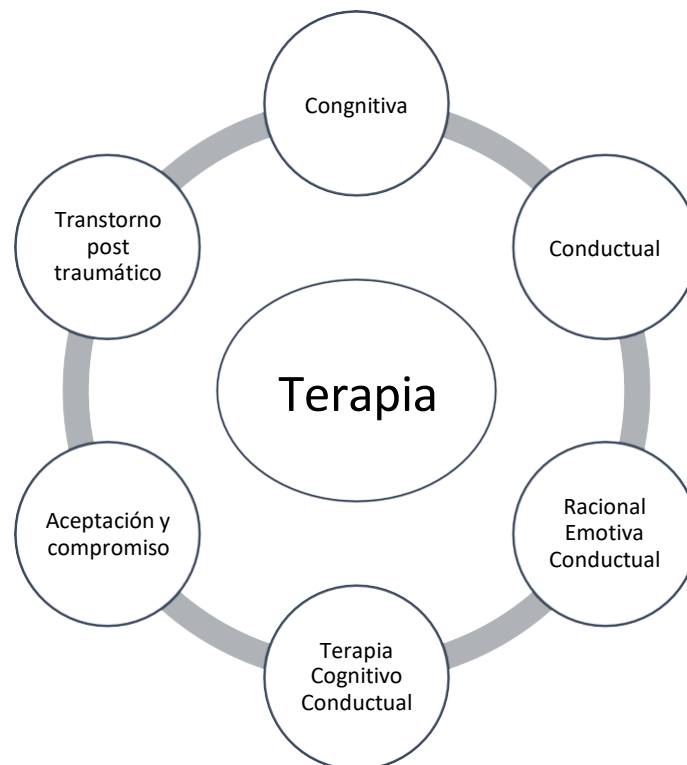 Congnitiva
Conductual
Racional
Emotiva
Conductual
Terapia
Cognitivo
Conductual
Aceptación y
compromiso
Transtorno
post
traumático
Terapia